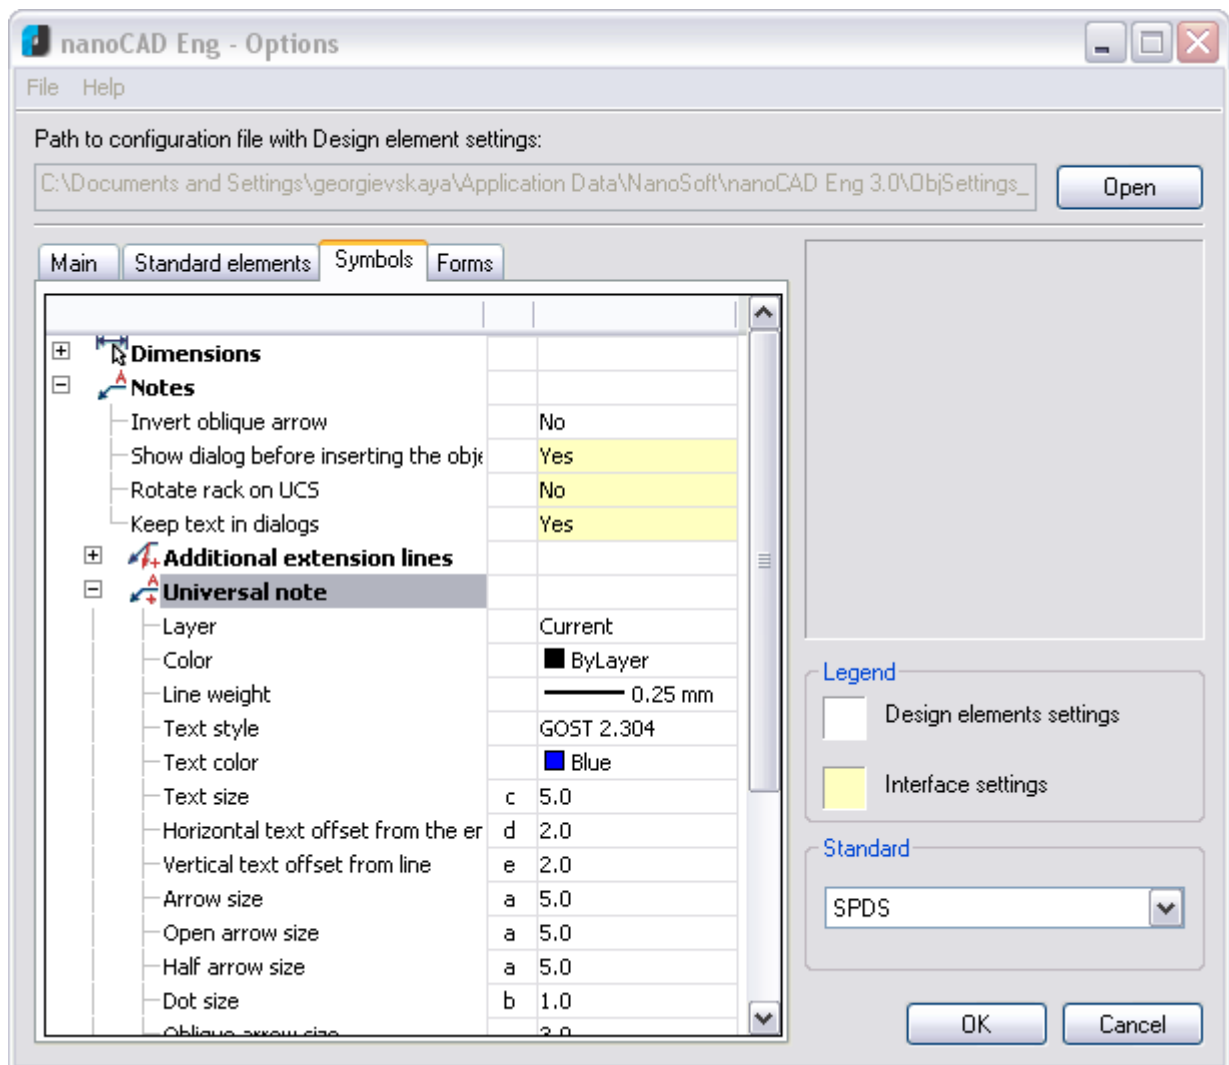 nanoCAD Eng - Options
File Help
Path to configuration file with Design element settings:
C:\Documents and Settings\georgievskaya\Application Data\NanoSoft\nanoCAD Eng 3.0\ObjSettings_
Open
Main Standard elements Symbols Forms
Dimensions
Notes
Invert oblique arrow No
Show dialog before inserting the obje Yes
Rotate rack on UCS No
Keep text in dialogs Yes
Additional extension lines
Universal note
Layer Current
Color ByLayer
Line weight 0.25 mm
Text style GOST 2.304
Text color Blue
Text size c 5.0
Horizontal text offset from the er d 2.0
Vertical text offset from line e 2.0
Arrow size a 5.0
Open arrow size a 5.0
Half arrow size a 5.0
Dot size b 1.0
Oblique arrow size
Legend
Design elements settings
Interface settings
Standard
SPDS
OK Cancel